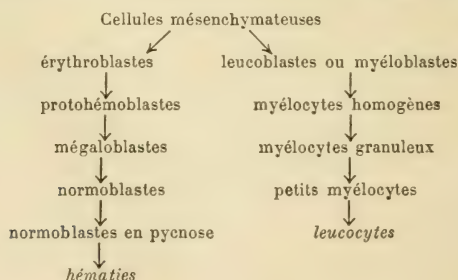 Cellules mésenchymateuses
érythroblastes leucoblastes ou myéloblastes
protohémoblastes myélocytes homogènes
mégaloblastes myélocytes granuleux
normoblastes petits myélocytes
normoblastes en pycnose leucocytes
hématies